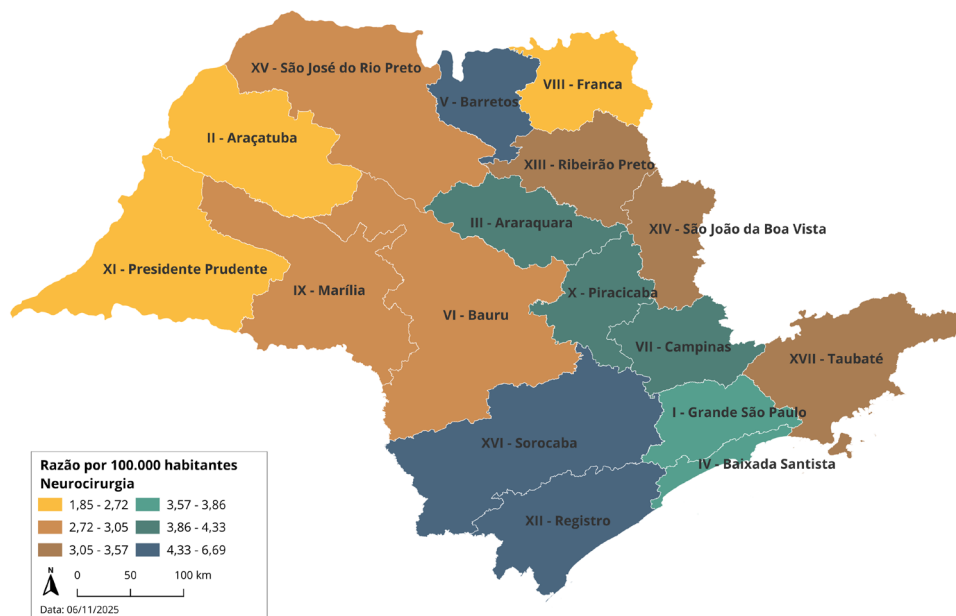 XV - São José do Rio Preto
VIII - Franca
V - Barretos
II - Araçatuba
XIII - Ribeirão Preto
III - Araraquara
XIV - São João da Boa Vista
XI - Presidente Prudente
IX - Marília
X - Piracicaba
VI - Bauru
VII - Campinas
XVII - Taubaté
I - Grande São Paulo
XVI - Sorocaba
IV - Baixada Santista
XII - Registro
Razão por 100.000 habitantes
Neurocirurgia
1,85 - 2,72 3,57 - 3,86
2,72 - 3,05 3,86 - 4,33
3,05 - 3,57 4,33 - 6,69
N
0 50 100 km
Data: 06/11/2025